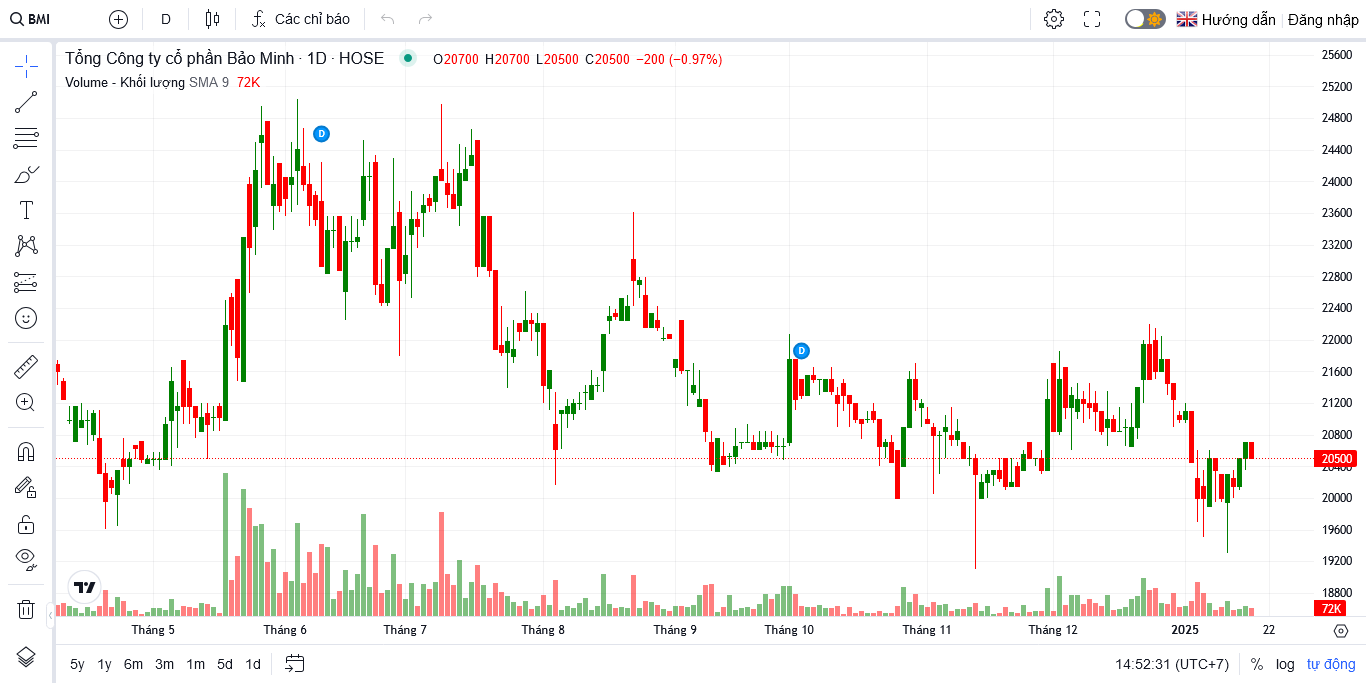 BMI D Các chỉ báo Hướng dẫn Đăng nhập
Tổng Công ty cổ phần Bảo Minh · 1D · HOSE O20700 H20700 L20500 C20500 −200 (−0.97%)
Volume - Khối lượng SMA 9 72K
D
D
25600
25200
24800
24400
24000
23600
23200
22800
22400
22000
21600
21200
20800
20500
20400
20000
19600
19200
18800
72K
Tháng 5 Tháng 6 Tháng 7 Tháng 8 Tháng 9 Tháng 10 Tháng 11 Tháng 12 2025 22
5y 1y 6m 3m 1m 5d 1d 14:52:31 (UTC+7) % log tự động